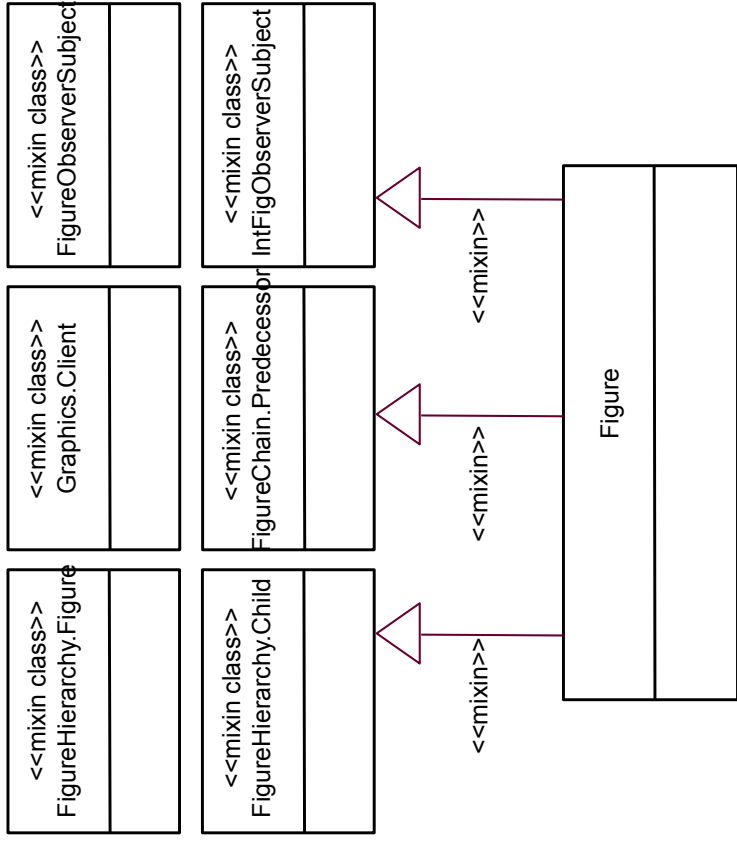 <<mixin class>>
FigureHierarchy.Figure
<<mixin class>>
Graphics.Client
<<mixin class>>
FigureObserverSubject
<<mixin class>>
FigureHierarchy.Child
<<mixin class>>
FigureChain.Predecessor
<<mixin class>>
IntFigObserverSubject
<<mixin>>
<<mixin>>
<<mixin>>
Figure